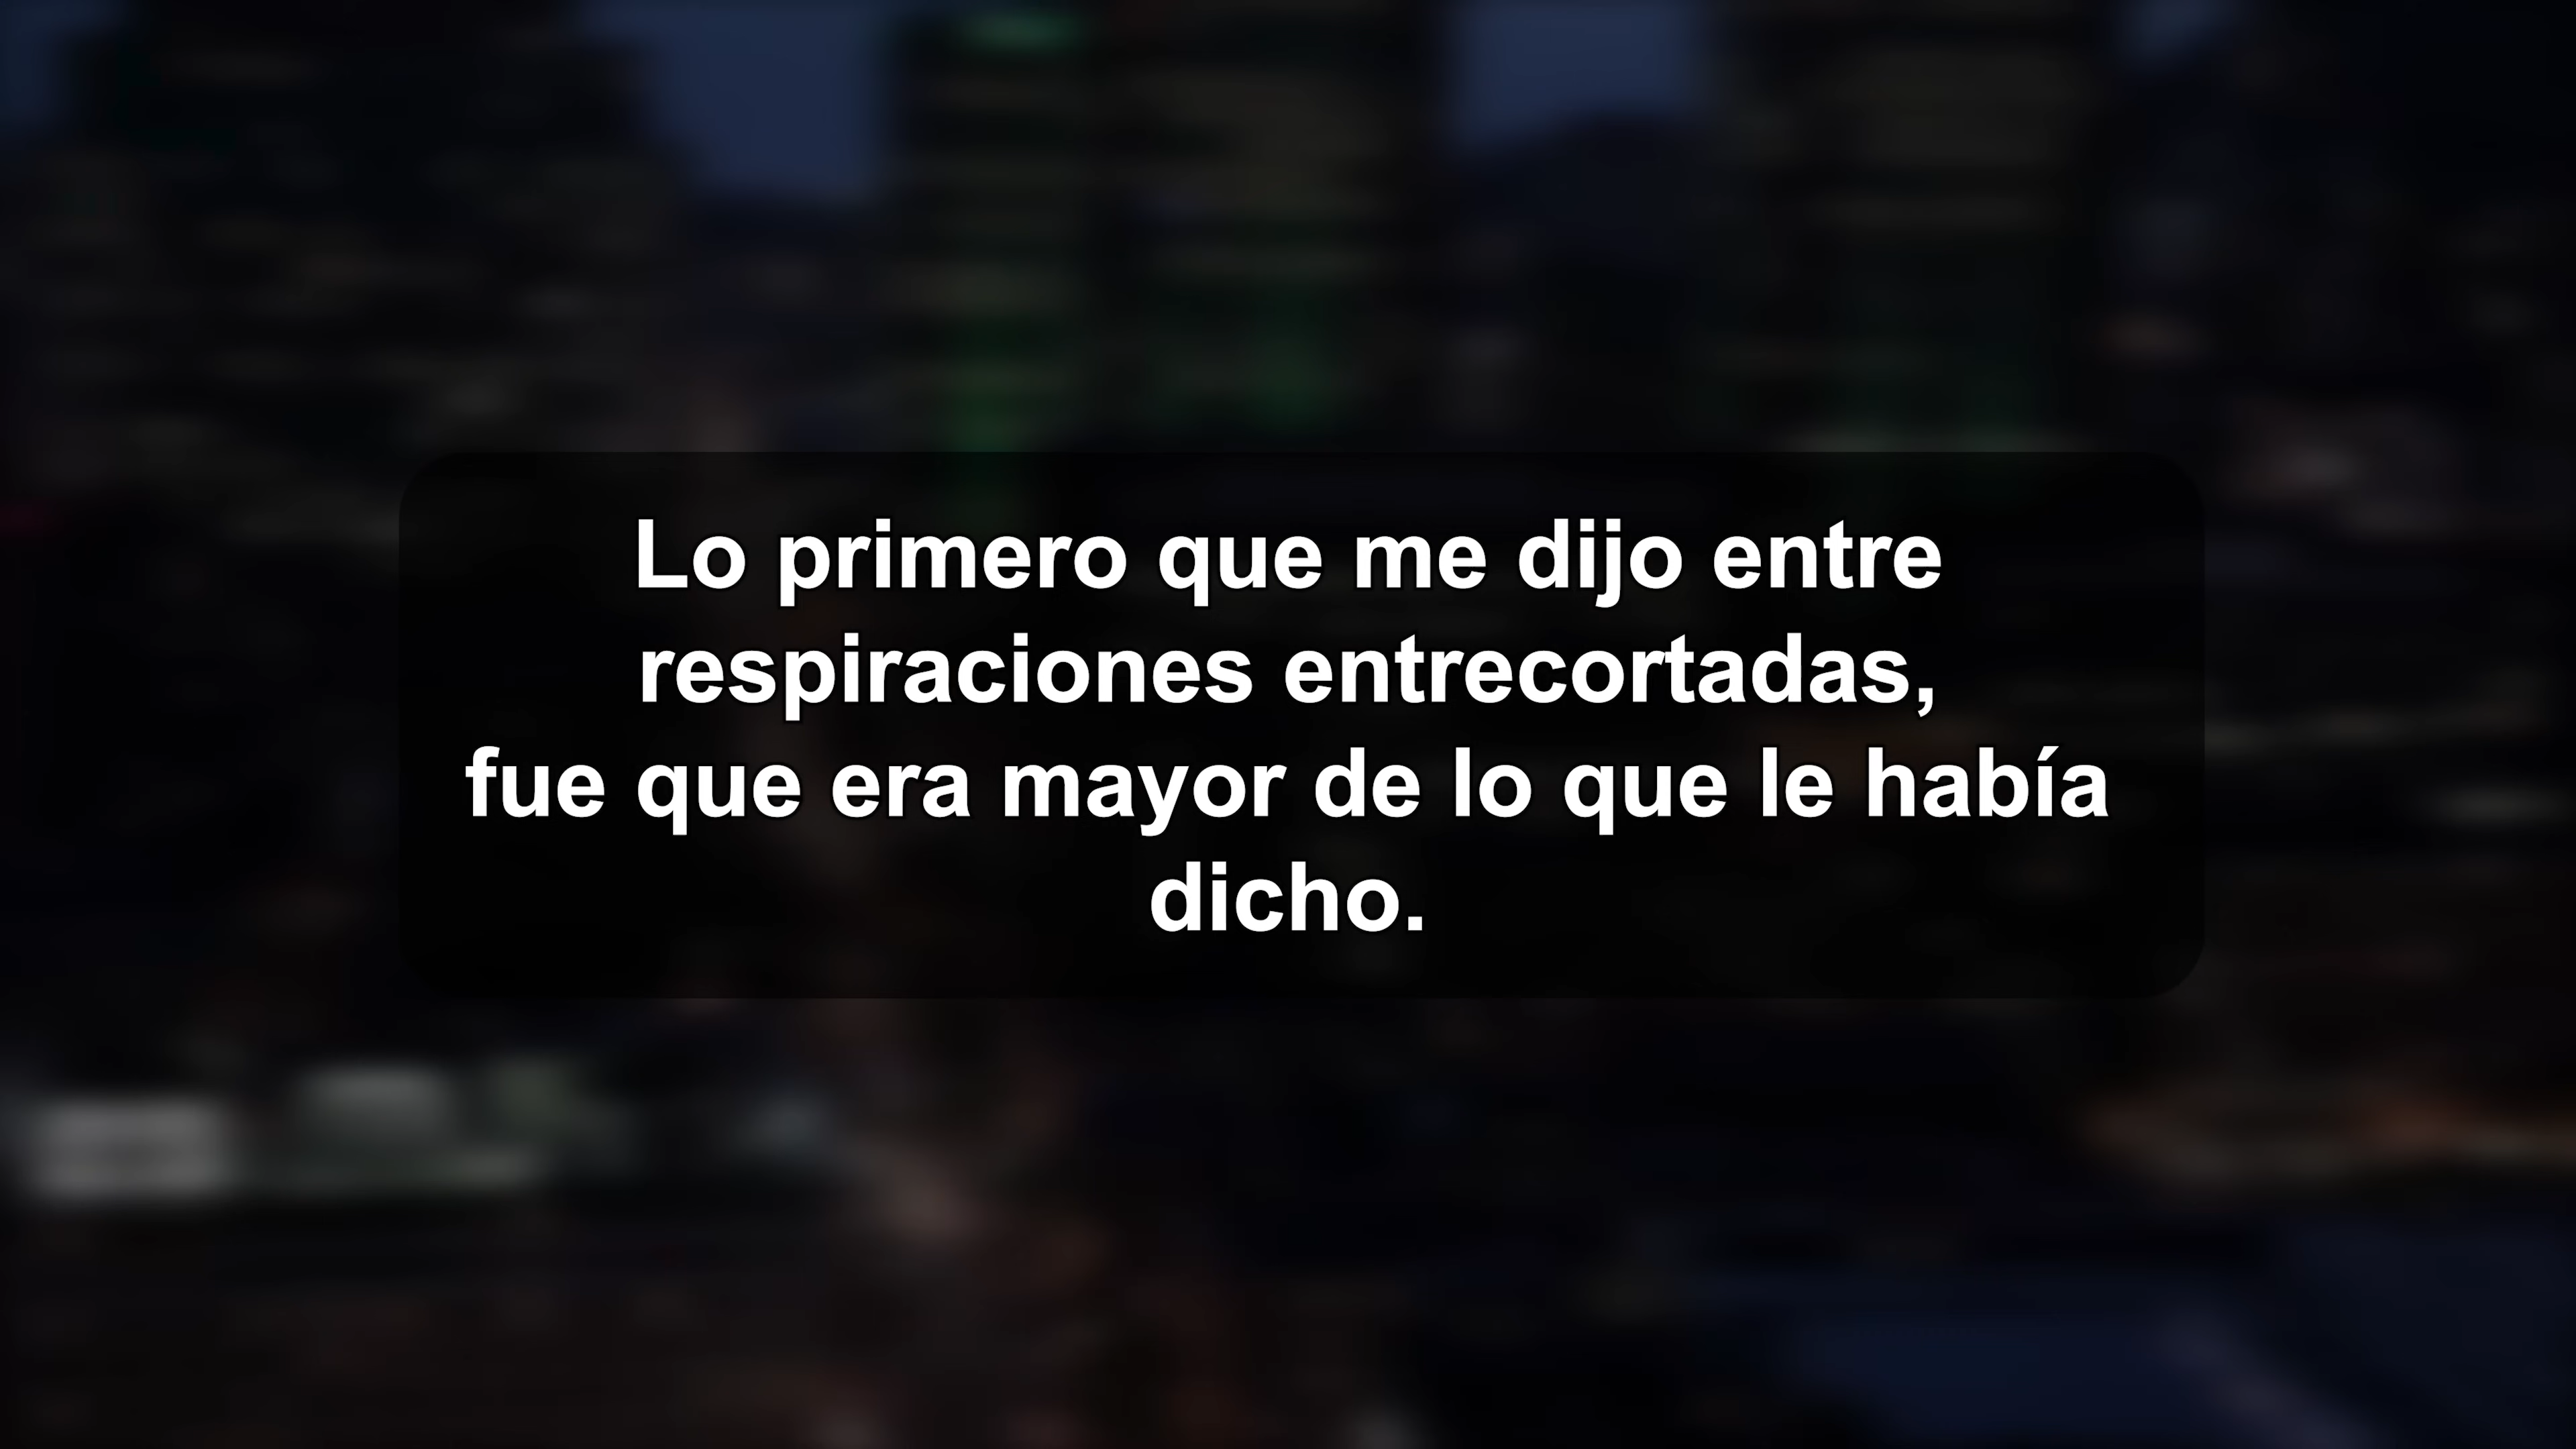 Lo primero que me dijo entre
respiraciones entrecortadas,
fue que era mayor de lo que le había
dicho.